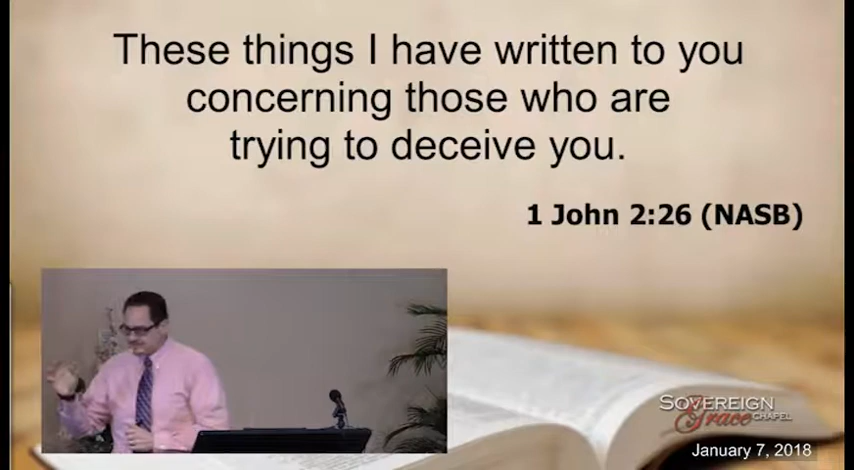 These things I have written to you
concerning those who are
trying to deceive you.
1 John 2:26 (NASB)
SOVEREIGN
Grace CHAPEL
January 7, 2018